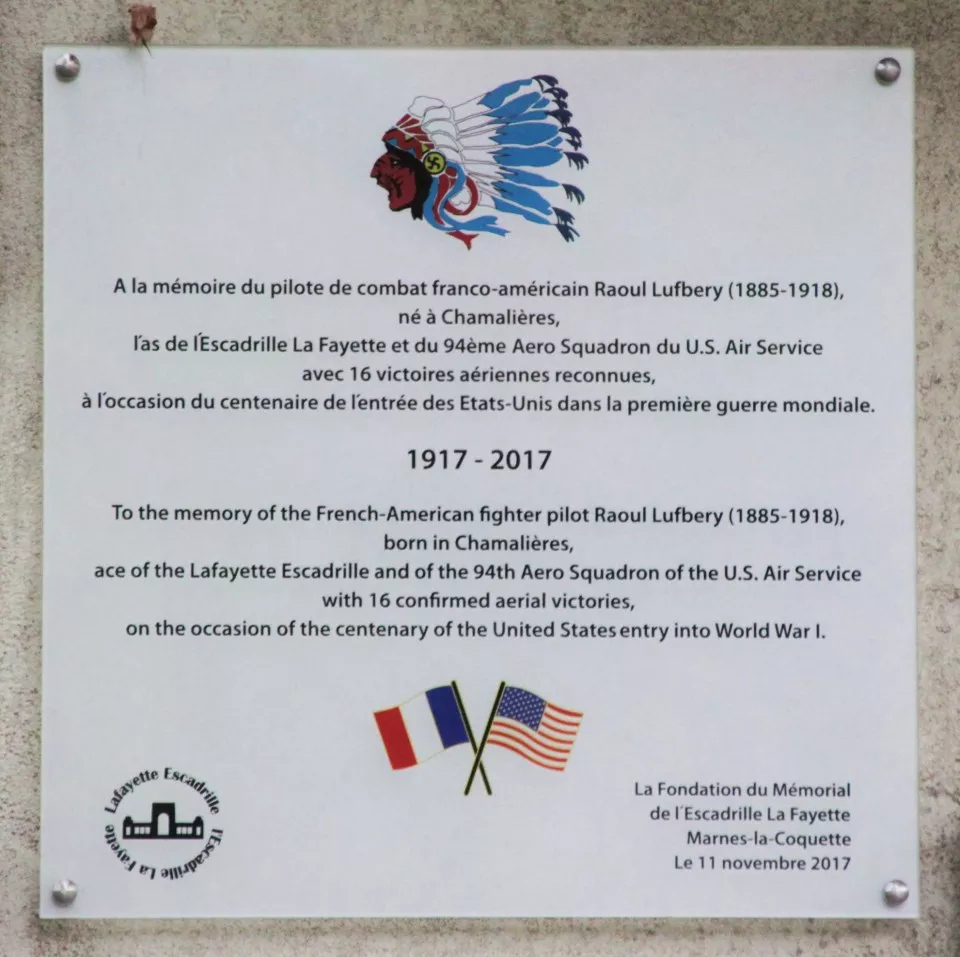 A la mémoire du pilote de combat franco-américain Raoul Lufbery (1885-1918),
né à Chamalières,
l´as de l´Escadrille La Fayette et du 94ème Aero Squadron du U.S. Air Service
avec 16 victoires aériennes reconnues,
à l´occasion du centenaire de l´entrée des Etats-Unis dans la première guerre mondiale.
1917 - 2017
To the memory of the French-American fighter pilot Raoul Lufbery (1885-1918),
born in Chamalières,
ace of the Lafayette Escadrille and of the 94th Aero Squadron of the U.S. Air Service
with 16 confirmed aerial victories,
on the occasion of the centenary of the United States entry into World War I.
Lafayette Escadrille
l'Escadrille La Fayette
La Fondation du Mémorial
de l´Escadrille La Fayette
Marnes-la-Coquette
Le 11 novembre 2017